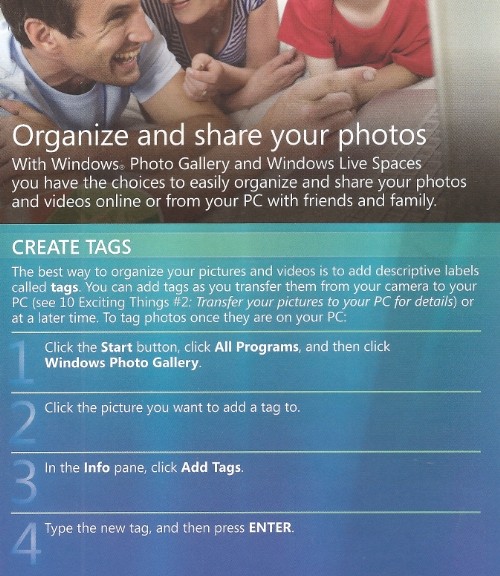 Organize and share your photos
With Windows® Photo Gallery and Windows Live Spaces
you have the choices to easily organize and share your photos
and videos online or from your PC with friends and family.
CREATE TAGS
The best way to organize your pictures and videos is to add descriptive labels
called tags. You can add tags as you transfer them from your camera to your
PC (see 10 Exciting Things #2: Transfer your pictures to your PC for details) or
at a later time. To tag photos once they are on your PC:
1 Click the Start button, click All Programs, and then click
Windows Photo Gallery.
2 Click the picture you want to add a tag to.
3 In the Info pane, click Add Tags.
4 Type the new tag, and then press ENTER.